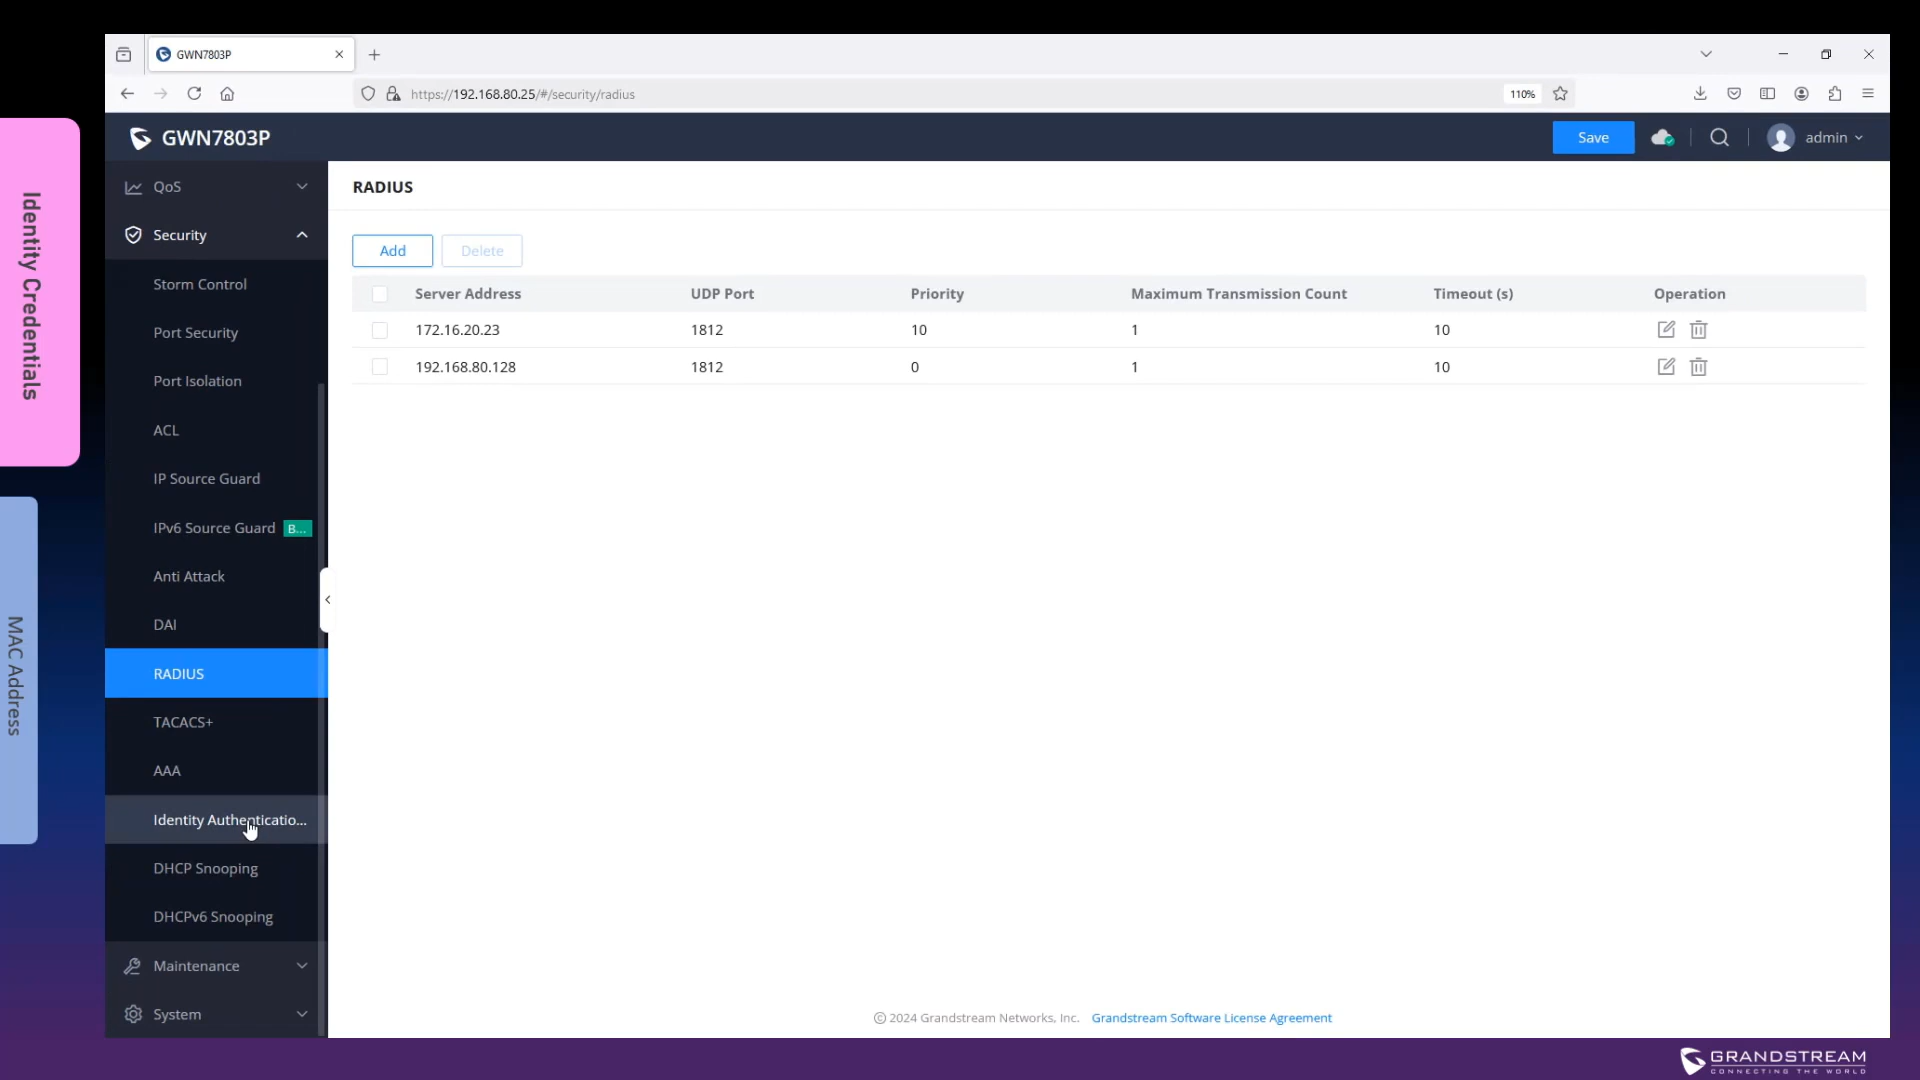 GWN7803P
https://192.168.80.25/#/security/radius
110%
GWN7803P
Save
admin
Identity Credentials
MAC Address
QoS
Security
Storm Control
Port Security
Port Isolation
ACL
IP Source Guard
IPv6 Source Guard B...
Anti Attack
DAI
RADIUS
TACACS+
AAA
Identity Authenticatio...
DHCP Snooping
DHCPv6 Snooping
Maintenance
System
RADIUS
Add Delete
Server Address UDP Port Priority Maximum Transmission Count Timeout (s) Operation
172.16.20.23 1812 10 1 10
192.168.80.128 1812 0 1 10
© 2024 Grandstream Networks, Inc. Grandstream Software License Agreement
GRANDSTREAM
CONNECTING THE WORLD